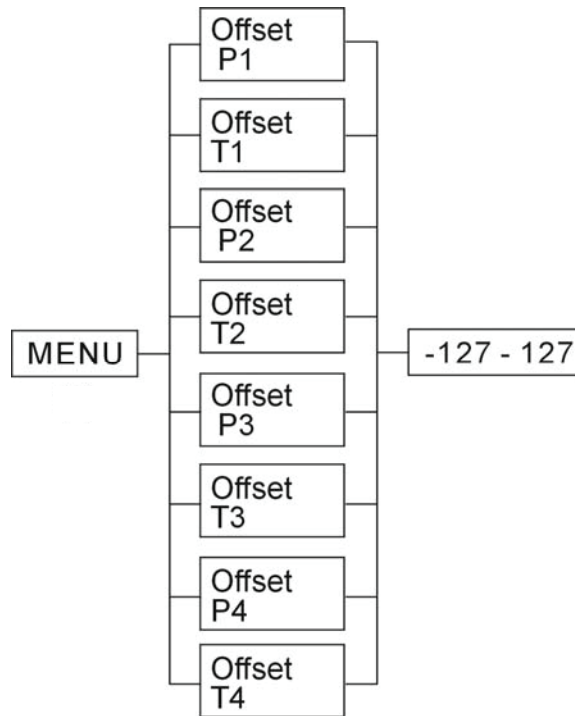 Offset
P1
Offset
T1
Offset
P2
Offset
T2
MENU
-127 - 127
Offset
P3
Offset
T3
Offset
P4
Offset
T4